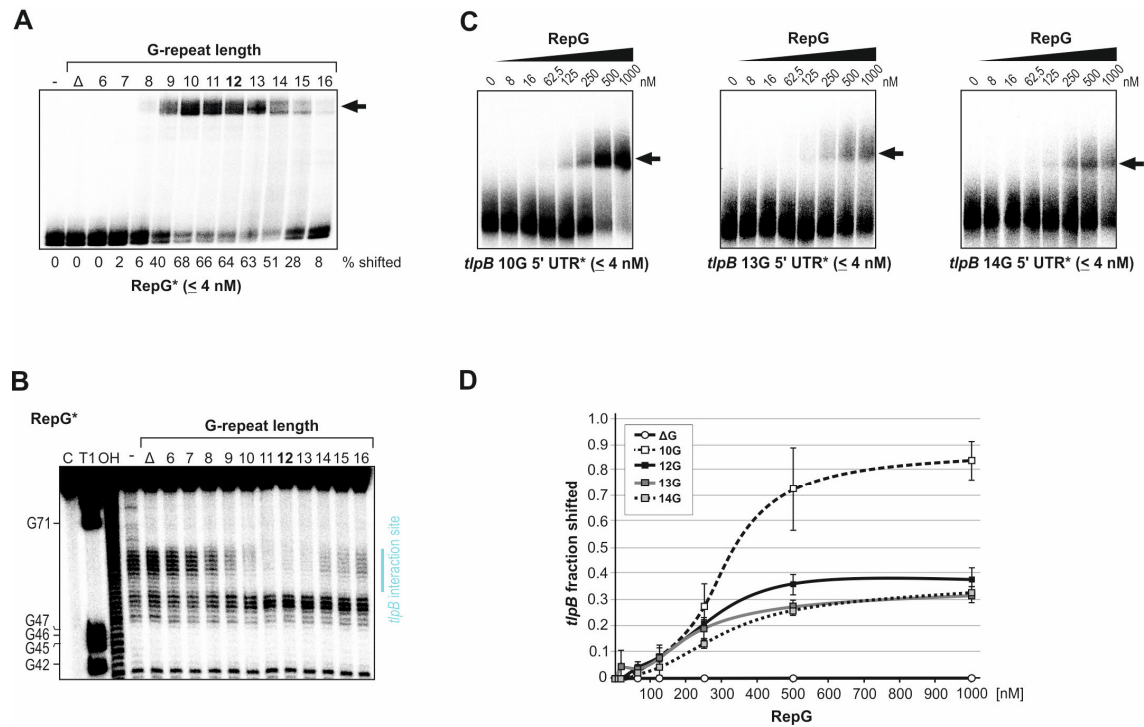 A
G-repeat length
- Δ 6 7 8 9 10 11 12 13 14 15 16
0 0 0 2 6 40 68 66 64 63 51 28 8 % shifted
RepG* (≤ 4 nM)
B
RepG*
G-repeat length
C T1 OH - Δ 6 7 8 9 10 11 12 13 14 15 16
G71
G47
G46
G45
G42
tlpB interaction site
C
RepG
0 8 16 62.5 125 250 500 1000 nM
tlpB 10G 5' UTR* (≤ 4 nM)
RepG
0 8 16 62.5 125 250 500 1000 nM
tlpB 13G 5' UTR* (≤ 4 nM)
RepG
0 8 16 62.5 125 250 500 1000 nM
tlpB 14G 5' UTR* (≤ 4 nM)
D
tlpB fraction shifted
1.0
0.9
0.8
0.7
0.6
0.5
0.4
0.3
0.2
0.1
0
ΔG
10G
12G
13G
14G
100 200 300 400 500 600 700 800 900 1000 [nM]
RepG